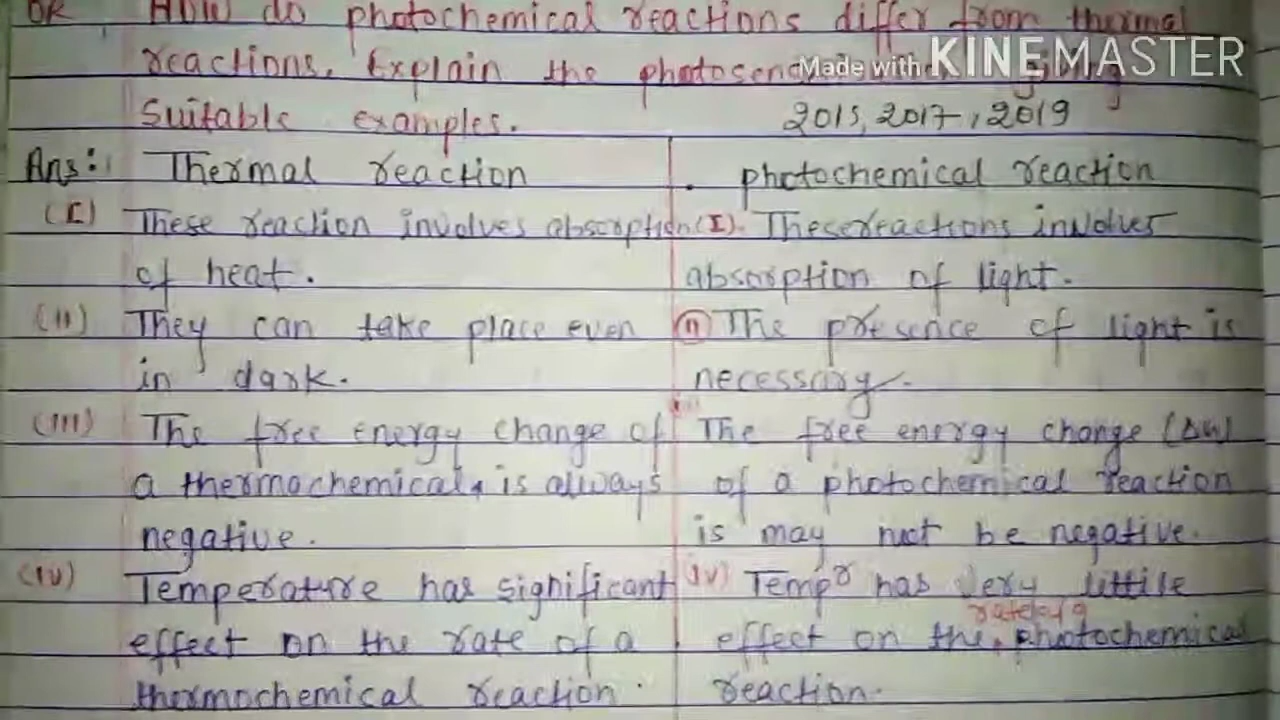 OR How do photochemical reactions differ from thermal
reactions. Explain the
Made with KINEMASTER
suitable examples. 2015, 2017, 2019
Ans:- Thermal reaction . photochemical reaction
(I) These reaction involves absorption (I). These reactions involves
of heat. absorption of light.
(II) They can take place even (II) The presence of light is
in dark. necessary.
(III) The free energy change of The free energy change
a thermochemical, is always of a photochemical reaction
negative. is may not be negative.
(IV) Temperature has significant (IV) Tempr has very littile
rate of a
effect on the rate of a effect on the, photochemical
thermochemical reaction. reaction.